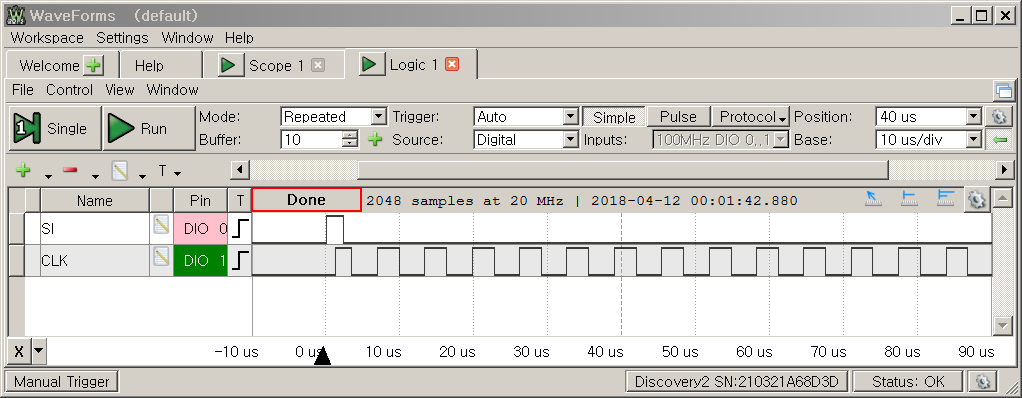 WaveForms (default)
Workspace Settings Window Help
Welcome Help Scope 1 Logic 1
File Control View Window
1 Single Run Mode: Repeated Trigger: Auto Simple Pulse Protocol Position: 40 us
Buffer: 10 Source: Digital Inputs: 100MHz DIO 0..1 Base: 10 us/div
T
Name Pin T Done 2048 samples at 20 MHz | 2018-04-12 00:01:42.880
SI DIO 0
CLK DIO 1
X -10 us 0 us 10 us 20 us 30 us 40 us 50 us 60 us 70 us 80 us 90 us
Manual Trigger Discovery2 SN:210321A68D3D Status: OK